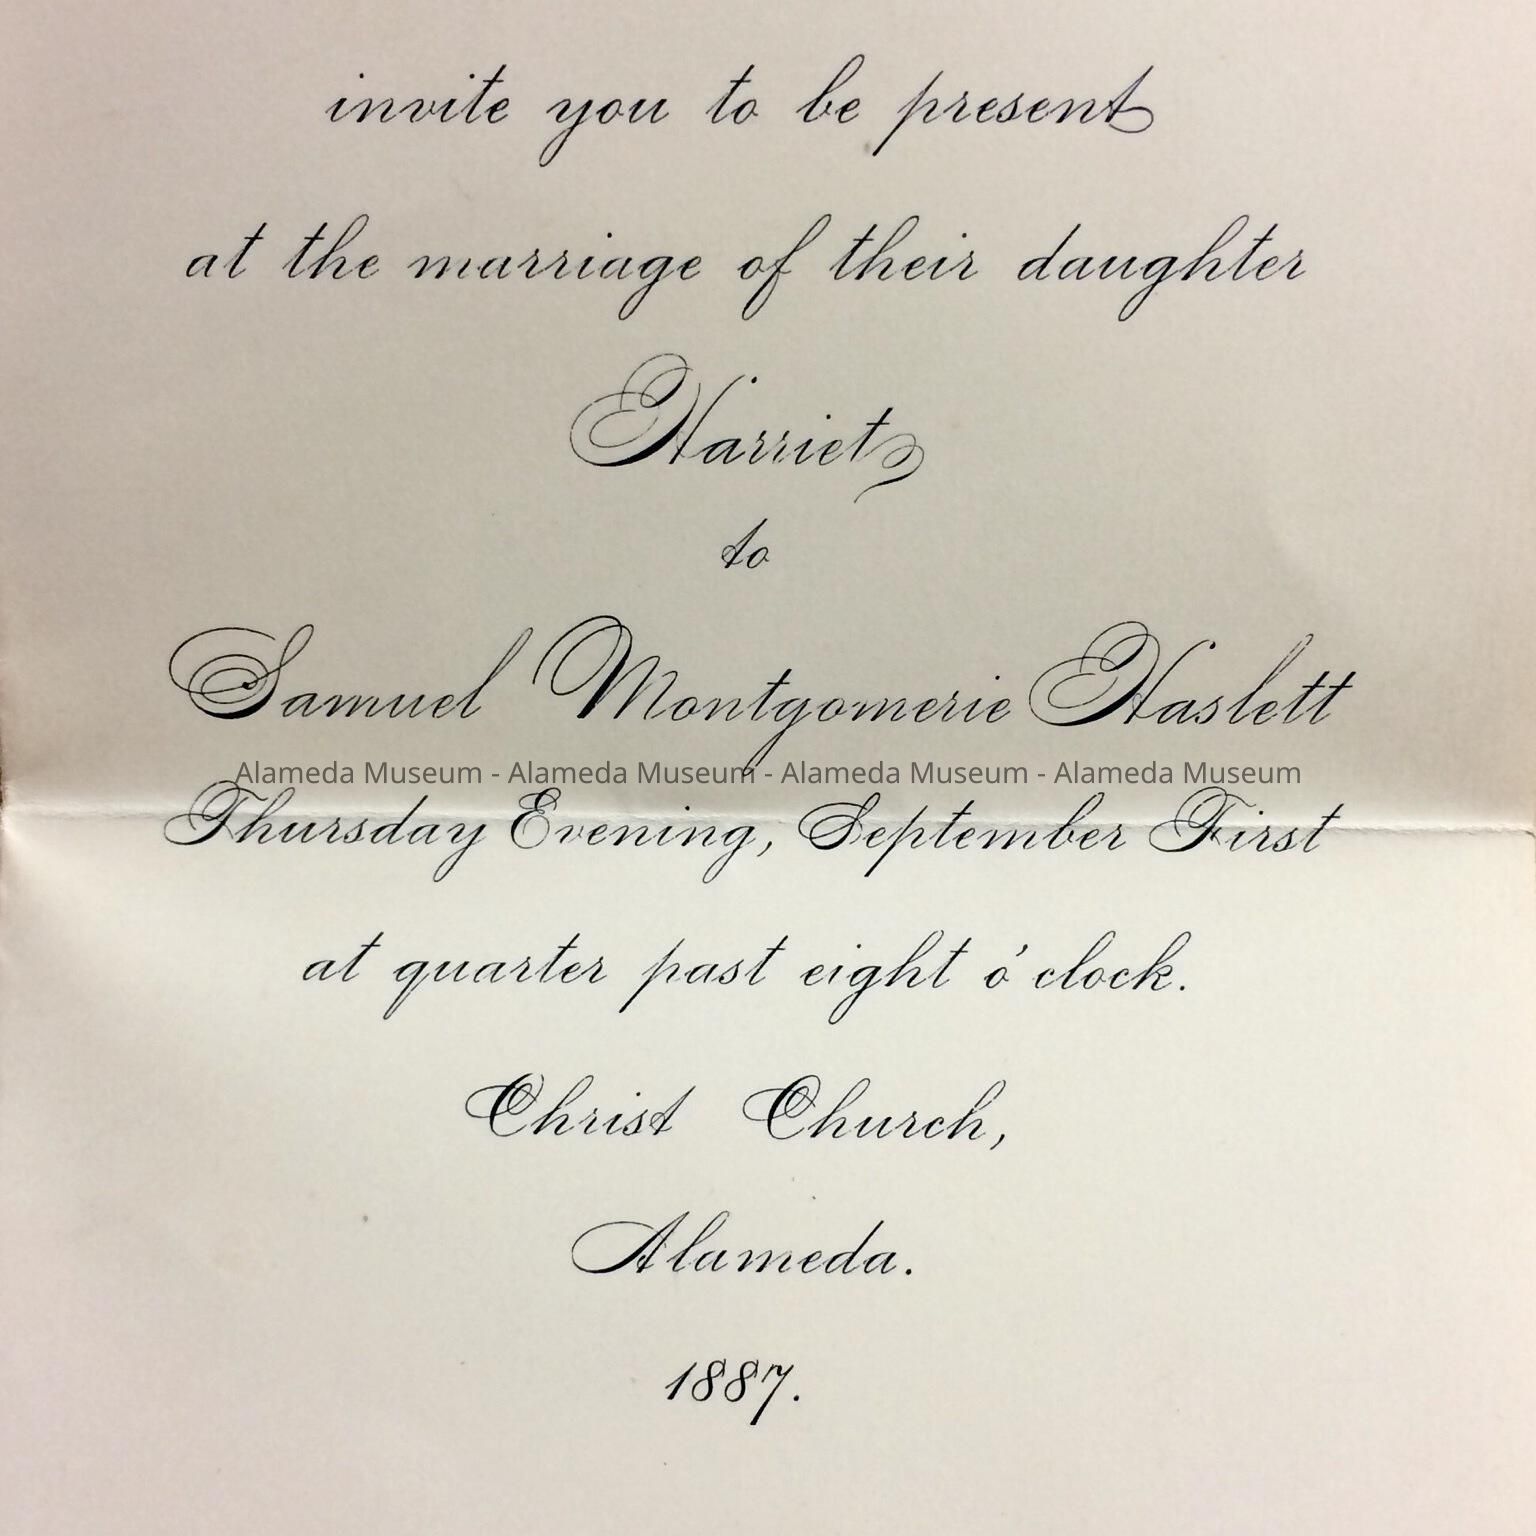 invite you to be present
at the marriage of their daughter
Harriet
to
Samuel Montgomerie Haslett
Alameda Museum - Alameda Museum - Alameda Museum - Alameda Museum
Thursday Evening, September First
at quarter past eight o'clock.
Christ Church,
Alameda.
1887.